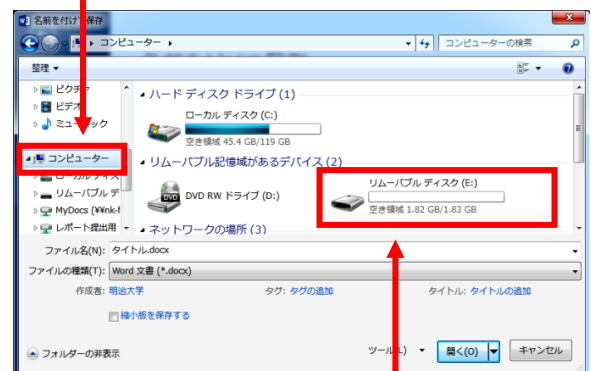 名前を付けて保存
コンピューター
コンピューターの検索
整理
ピクチャ
ビデオ
ミュージック
コンピューター
リムーバブル デ
MyDocs (¥¥nk-f
レポート提出用
ハード ディスク ドライブ (1)
ローカル ディスク (C:)
空き領域 45.4 GB/119 GB
リムーバブル記憶域があるデバイス (2)
DVD RW ドライブ (D:)
リムーバブル ディスク (E:)
空き領域 1.82 GB/1.83 GB
ネットワークの場所 (3)
ファイル名(N): タイトル.docx
ファイルの種類(T): Word 文書 (*.docx)
作成者: 明治大学 タグ: タグの追加 タイトル: タイトルの追加
縮小版を保存する
フォルダーの非表示 ツール(L) 開く(O) キャンセル